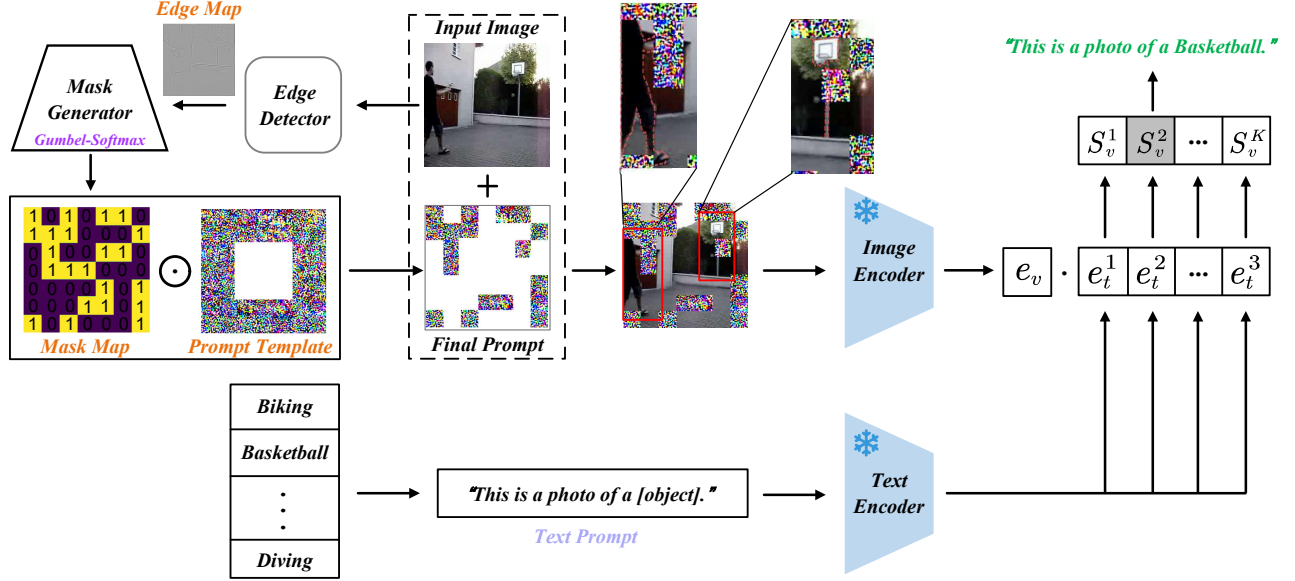 Edge Map
Input Image
Mask
Generator
Gumbel-Softmax
Edge
Detector
+
"This is a photo of a Basketball."
S_v^1 S_v^2 ... S_v^K
1 0 1 0 1 1 0
1 1 1 0 0 0 1
0 1 0 0 1 1 0
0 1 1 1 0 0 0
0 0 0 0 1 0 1
0 0 0 1 1 0 1
1 0 1 0 0 0 1
Mask Map
⊙
Prompt Template
Final Prompt
Image
Encoder
e_v · e_t^1 e_t^2 ... e_t^3
Biking
Basketball
⋮
Diving
"This is a photo of a [object]."
Text Prompt
Text
Encoder